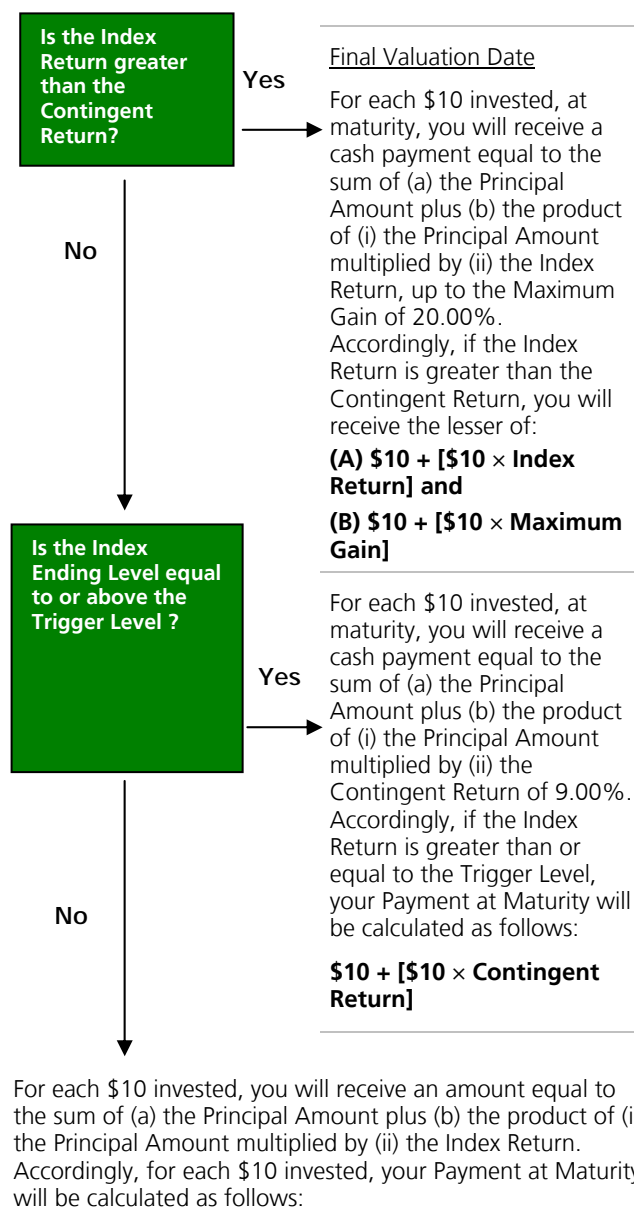 Is the Index
Return greater
than the
Contingent
Return?
Yes
No
Final Valuation Date
For each $10 invested, at
maturity, you will receive a
cash payment equal to the
sum of (a) the Principal
Amount plus (b) the product
of (i) the Principal Amount
multiplied by (ii) the Index
Return, up to the Maximum
Gain of 20.00%.
Accordingly, if the Index
Return is greater than the
Contingent Return, you will
receive the lesser of:
(A) $10 + [$10 × Index
Return] and
(B) $10 + [$10 × Maximum
Gain]
Is the Index
Ending Level equal
to or above the
Trigger Level ?
Yes
No
For each $10 invested, at
maturity, you will receive a
cash payment equal to the
sum of (a) the Principal
Amount plus (b) the product
of (i) the Principal Amount
multiplied by (ii) the
Contingent Return of 9.00%.
Accordingly, if the Index
Return is greater than or
equal to the Trigger Level,
your Payment at Maturity will
be calculated as follows:
$10 + [$10 × Contingent
Return]
For each $10 invested, you will receive an amount equal to
the sum of (a) the Principal Amount plus (b) the product of (i
the Principal Amount multiplied by (ii) the Index Return.
Accordingly, for each $10 invested, your Payment at Maturity
will be calculated as follows: